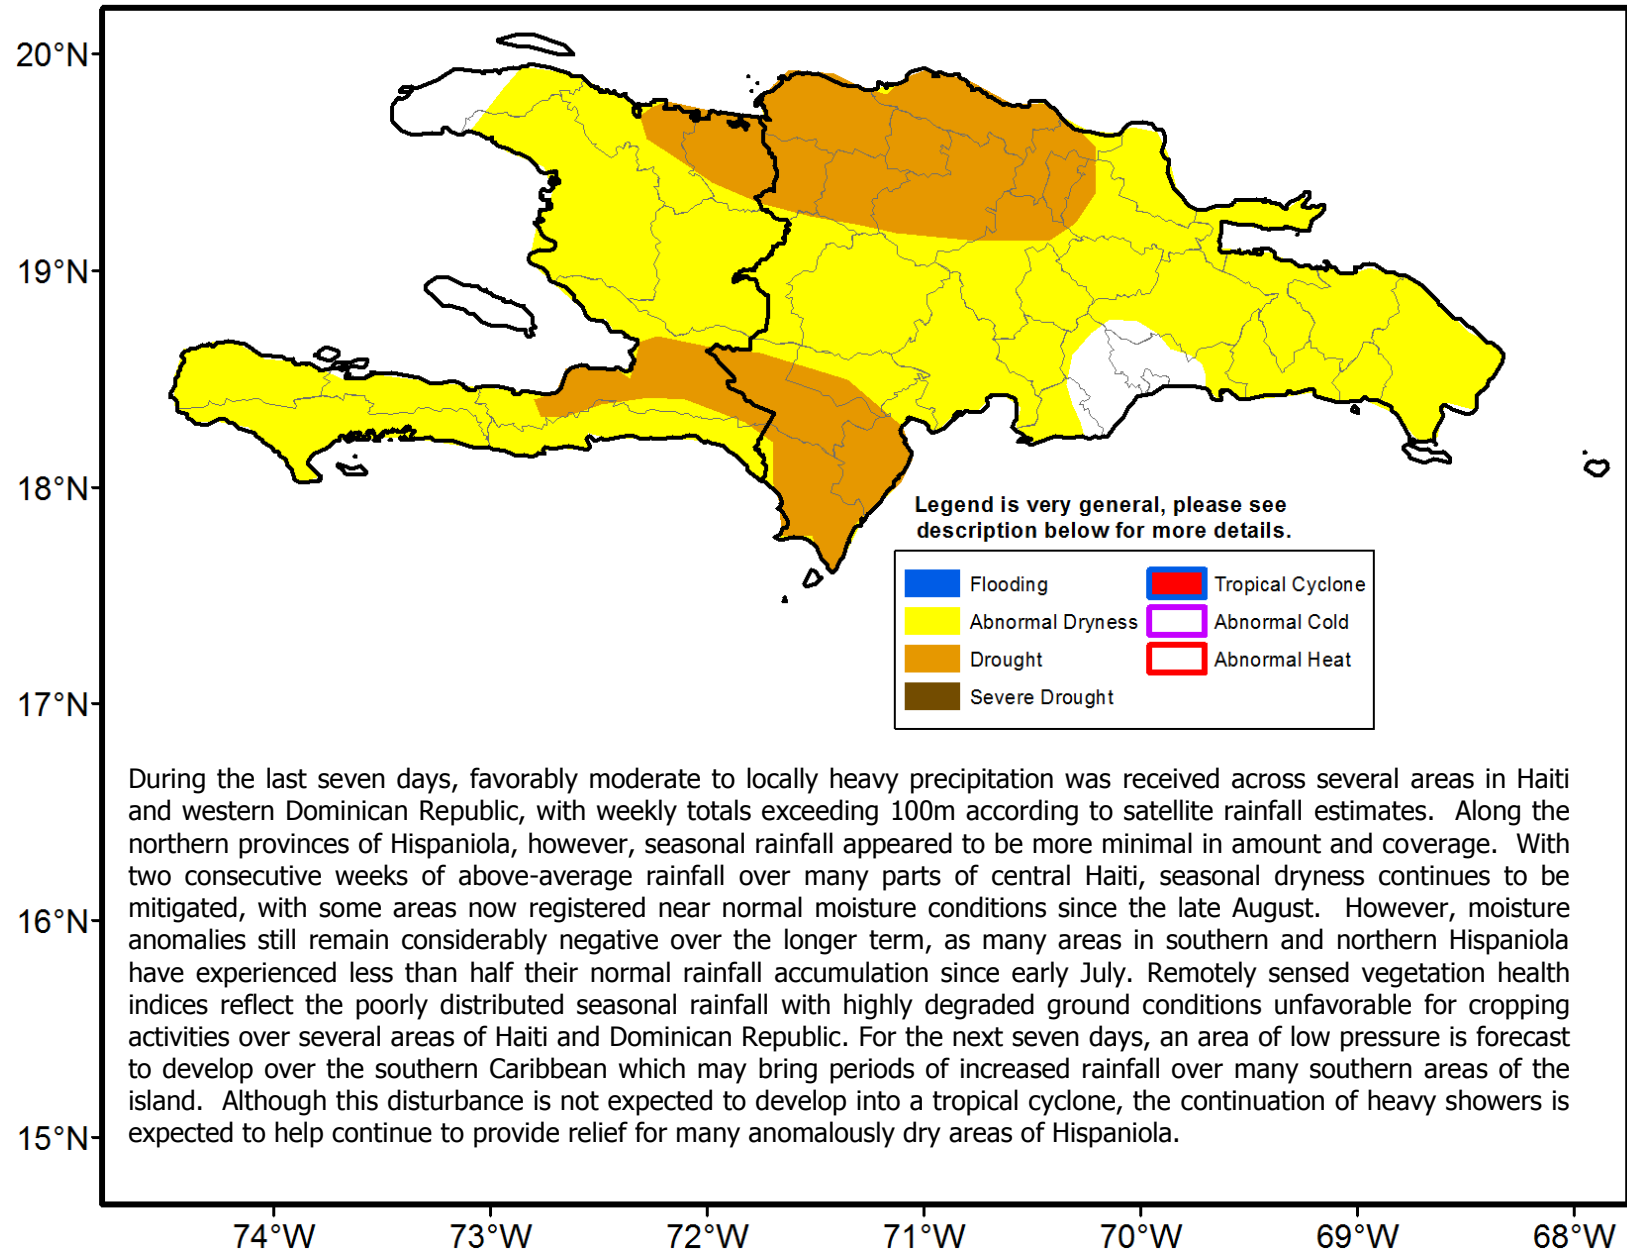 20°N
19°N
18°N
17°N
16°N
15°N
Legend is very general, please see
description below for more details.
Flooding
Tropical Cyclone
Abnormal Dryness
Abnormal Cold
Drought
Abnormal Heat
Severe Drought
During the last seven days, favorably moderate to locally heavy precipitation was received across several areas in Haiti
and western Dominican Republic, with weekly totals exceeding 100m according to satellite rainfall estimates. Along the
northern provinces of Hispaniola, however, seasonal rainfall appeared to be more minimal in amount and coverage. With
two consecutive weeks of above-average rainfall over many parts of central Haiti, seasonal dryness continues to be
mitigated, with some areas now registered near normal moisture conditions since the late August. However, moisture
anomalies still remain considerably negative over the longer term, as many areas in southern and northern Hispaniola
have experienced less than half their normal rainfall accumulation since early July. Remotely sensed vegetation health
indices reflect the poorly distributed seasonal rainfall with highly degraded ground conditions unfavorable for cropping
activities over several areas of Haiti and Dominican Republic. For the next seven days, an area of low pressure is forecast
to develop over the southern Caribbean which may bring periods of increased rainfall over many southern areas of the
island. Although this disturbance is not expected to develop into a tropical cyclone, the continuation of heavy showers is
expected to help continue to provide relief for many anomalously dry areas of Hispaniola.
74°W
73°W
72°W
71°W
70°W
69°W
68°W